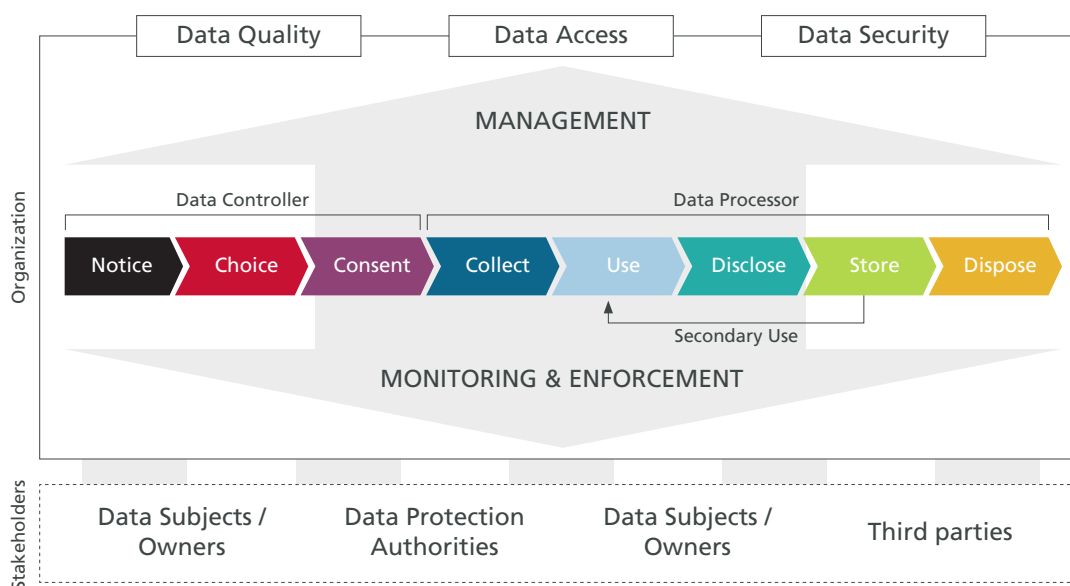 Data Quality
Data Access
Data Security
MANAGEMENT
Organization
Data Controller
Data Processor
Notice
Choice
Consent
Collect
Use
Disclose
Store
Dispose
Secondary Use
MONITORING & ENFORCEMENT
Stakeholders
Data Subjects /
Owners
Data Protection
Authorities
Data Subjects /
Owners
Third parties